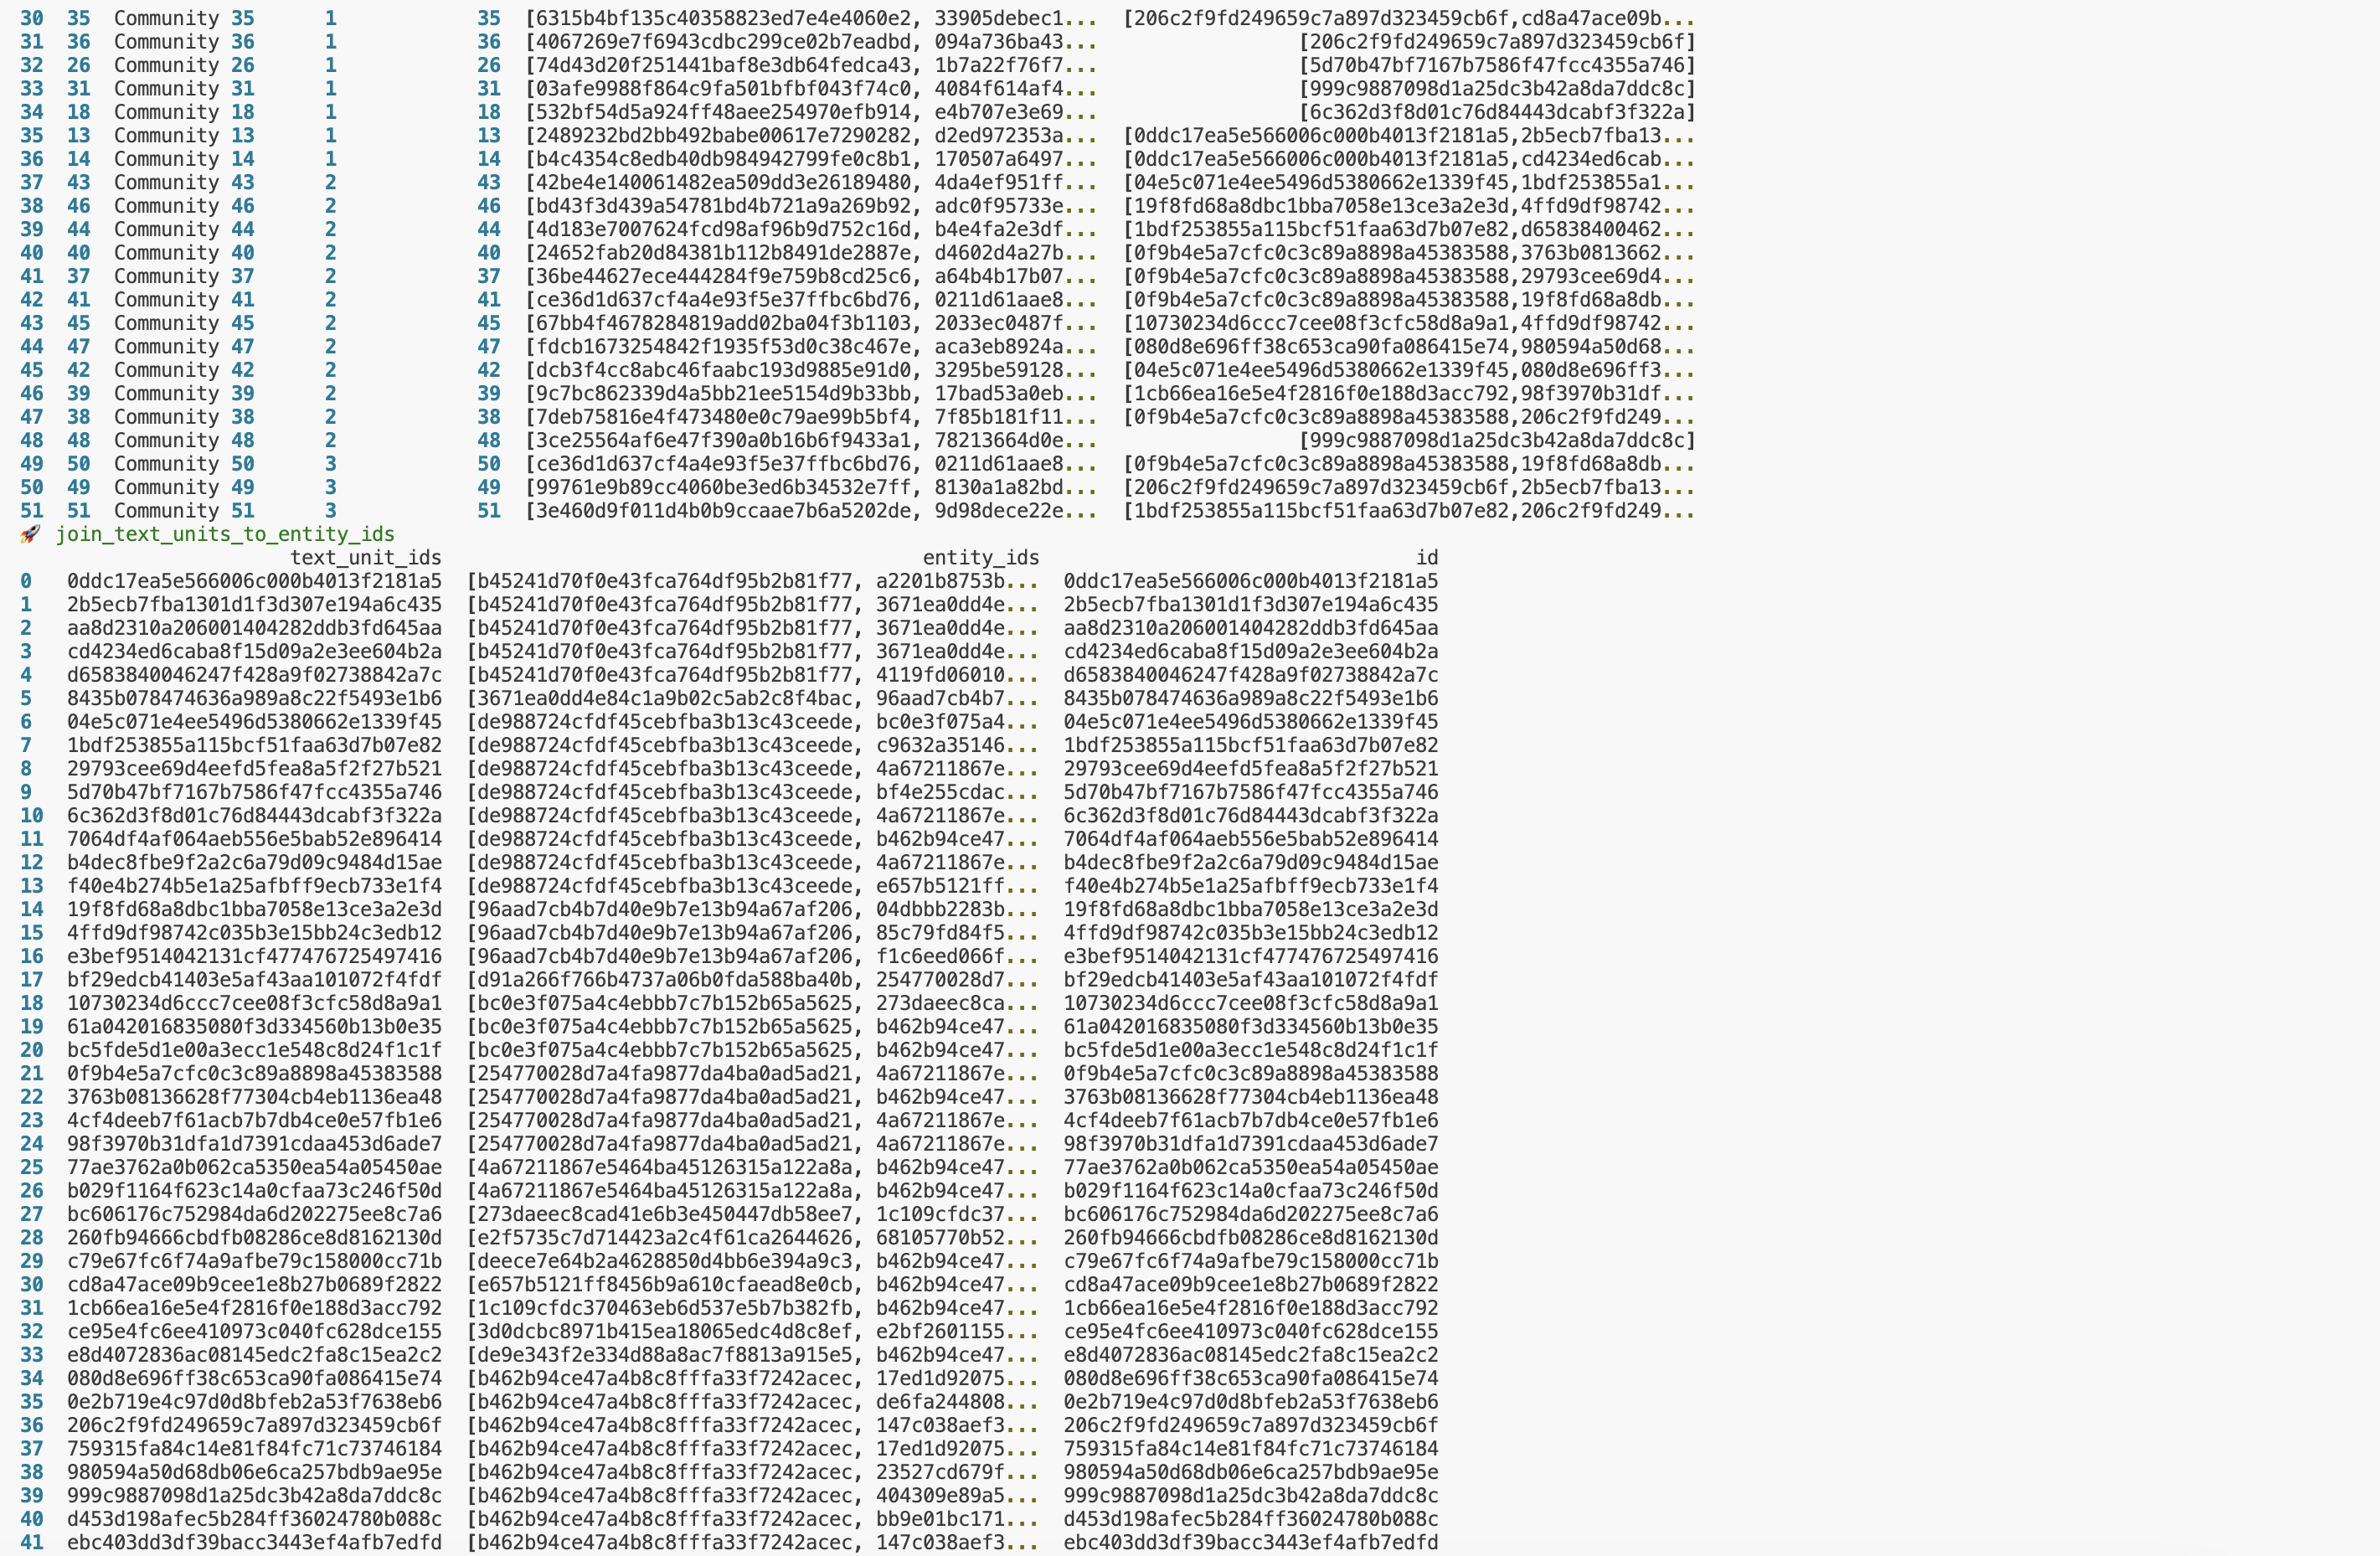 30 35 Community 35 1 35 [6315b4bf135c40358823ed7e4e4060e2, 33905debec1... [206c2f9fd249659c7a897d323459cb6f,cd8a47ace09b...
31 36 Community 36 1 36 [4067269e7f6943cdbc299ce02b7eadbd, 094a736ba43... [206c2f9fd249659c7a897d323459cb6f]
32 26 Community 26 1 26 [74d43d20f251441baf8e3db64fedca43, 1b7a22f76f7... [5d70b47bf7167b7586f47fcc4355a746]
33 31 Community 31 1 31 [03afe9988f864c9fa501bfbf043f74c0, 4084f614af4... [999c9887098d1a25dc3b42a8da7ddc8c]
34 18 Community 18 1 18 [532bf54d5a924ff48aee254970efb914, e4b707e3e69... [6c362d3f8d01c76d84443dcabf3f322a]
35 13 Community 13 1 13 [2489232bd2bb492babe00617e7290282, d2ed972353a... [0ddc17ea5e566006c000b4013f2181a5,2b5ecb7fba13...
36 14 Community 14 1 14 [b4c4354c8edb40db984942799fe0c8b1, 170507a6497... [0ddc17ea5e566006c000b4013f2181a5,cd4234ed6cab...
37 43 Community 43 2 43 [42be4e140061482ea509dd3e26189480, 4da4ef951ff... [04e5c071e4ee5496d5380662e1339f45,1bdf253855a1...
38 46 Community 46 2 46 [bd43f3d439a54781bd4b721a9a269b92, adc0f95733e... [19f8fd68a8dbc1bba7058e13ce3a2e3d,4ffd9df98742...
39 44 Community 44 2 44 [4d183e7007624fcd98af96b9d752c16d, b4e4fa2e3df... [1bdf253855a115bcf51faa63d7b07e82,d65838400462...
40 40 Community 40 2 40 [24652fab20d84381b112b8491de2887e, d4602d4a27b... [0f9b4e5a7cfc0c3c89a8898a45383588,3763b0813662...
41 37 Community 37 2 37 [36be44627ece444284f9e759b8cd25c6, a64b4b17b07... [0f9b4e5a7cfc0c3c89a8898a45383588,29793cee69d4...
42 41 Community 41 2 41 [ce36d1d637cf4a4e93f5e37ffbc6bd76, 0211d61aae8... [0f9b4e5a7cfc0c3c89a8898a45383588,19f8fd68a8db...
43 45 Community 45 2 45 [67bb4f4678284819add02ba04f3b1103, 2033ec0487f... [10730234d6ccc7cee08f3cfc58d8a9a1,4ffd9df98742...
44 47 Community 47 2 47 [fdcb1673254842f1935f53d0c38c467e, aca3eb8924a... [080d8e696ff38c653ca90fa086415e74,980594a50d68...
45 42 Community 42 2 42 [dcb3f4cc8abc46faabc193d9885e91d0, 3295be59128... [04e5c071e4ee5496d5380662e1339f45,080d8e696ff3...
46 39 Community 39 2 39 [9c7bc862339d4a5bb21ee5154d9b33bb, 17bad53a0eb... [1cb66ea16e5e4f2816f0e188d3acc792,98f3970b31df...
47 38 Community 38 2 38 [7deb75816e4f473480e0c79ae99b5bf4, 7f85b181f11... [0f9b4e5a7cfc0c3c89a8898a45383588,206c2f9fd249...
48 48 Community 48 2 48 [3ce25564af6e47f390a0b16b6f9433a1, 78213664d0e... [999c9887098d1a25dc3b42a8da7ddc8c]
49 50 Community 50 3 50 [ce36d1d637cf4a4e93f5e37ffbc6bd76, 0211d61aae8... [0f9b4e5a7cfc0c3c89a8898a45383588,19f8fd68a8db...
50 49 Community 49 3 49 [99761e9b89cc4060be3ed6b34532e7ff, 8130a1a82bd... [206c2f9fd249659c7a897d323459cb6f,2b5ecb7fba13...
51 51 Community 51 3 51 [3e460d9f011d4b0b9ccaae7b6a5202de, 9d98dece22e... [1bdf253855a115bcf51faa63d7b07e82,206c2f9fd249...
🚀 join_text_units_to_entity_ids
text_unit_ids entity_ids id
0 0ddc17ea5e566006c000b4013f2181a5 [b45241d70f0e43fca764df95b2b81f77, a2201b8753b... 0ddc17ea5e566006c000b4013f2181a5
1 2b5ecb7fba1301d1f3d307e194a6c435 [b45241d70f0e43fca764df95b2b81f77, 3671ea0dd4e... 2b5ecb7fba1301d1f3d307e194a6c435
2 aa8d2310a206001404282ddb3fd645aa [b45241d70f0e43fca764df95b2b81f77, 3671ea0dd4e... aa8d2310a206001404282ddb3fd645aa
3 cd4234ed6caba8f15d09a2e3ee604b2a [b45241d70f0e43fca764df95b2b81f77, 3671ea0dd4e... cd4234ed6caba8f15d09a2e3ee604b2a
4 d6583840046247f428a9f02738842a7c [b45241d70f0e43fca764df95b2b81f77, 4119fd06010... d6583840046247f428a9f02738842a7c
5 8435b078474636a989a8c22f5493e1b6 [3671ea0dd4e84c1a9b02c5ab2c8f4bac, 96aad7cb4b7... 8435b078474636a989a8c22f5493e1b6
6 04e5c071e4ee5496d5380662e1339f45 [de988724cfdf45cebfba3b13c43ceede, bc0e3f075a4... 04e5c071e4ee5496d5380662e1339f45
7 1bdf253855a115bcf51faa63d7b07e82 [de988724cfdf45cebfba3b13c43ceede, c9632a35146... 1bdf253855a115bcf51faa63d7b07e82
8 29793cee69d4eefd5fea8a5f2f27b521 [de988724cfdf45cebfba3b13c43ceede, 4a67211867e... 29793cee69d4eefd5fea8a5f2f27b521
9 5d70b47bf7167b7586f47fcc4355a746 [de988724cfdf45cebfba3b13c43ceede, bf4e255cdac... 5d70b47bf7167b7586f47fcc4355a746
10 6c362d3f8d01c76d84443dcabf3f322a [de988724cfdf45cebfba3b13c43ceede, 4a67211867e... 6c362d3f8d01c76d84443dcabf3f322a
11 7064df4af064aeb556e5bab52e896414 [de988724cfdf45cebfba3b13c43ceede, b462b94ce47... 7064df4af064aeb556e5bab52e896414
12 b4dec8fbe9f2a2c6a79d09c9484d15ae [de988724cfdf45cebfba3b13c43ceede, 4a67211867e... b4dec8fbe9f2a2c6a79d09c9484d15ae
13 f40e4b274b5e1a25afbff9ecb733e1f4 [de988724cfdf45cebfba3b13c43ceede, e657b5121ff... f40e4b274b5e1a25afbff9ecb733e1f4
14 19f8fd68a8dbc1bba7058e13ce3a2e3d [96aad7cb4b7d40e9b7e13b94a67af206, 04dbbb2283b... 19f8fd68a8dbc1bba7058e13ce3a2e3d
15 4ffd9df98742c035b3e15bb24c3edb12 [96aad7cb4b7d40e9b7e13b94a67af206, 85c79fd84f5... 4ffd9df98742c035b3e15bb24c3edb12
16 e3bef9514042131cf477476725497416 [96aad7cb4b7d40e9b7e13b94a67af206, f1c6eed066f... e3bef9514042131cf477476725497416
17 bf29edcb41403e5af43aa101072f4fdf [d91a266f766b4737a06b0fda588ba40b, 254770028d7... bf29edcb41403e5af43aa101072f4fdf
18 10730234d6ccc7cee08f3cfc58d8a9a1 [bc0e3f075a4c4ebbb7c7b152b65a5625, 273daeec8ca... 10730234d6ccc7cee08f3cfc58d8a9a1
19 61a042016835080f3d334560b13b0e35 [bc0e3f075a4c4ebbb7c7b152b65a5625, b462b94ce47... 61a042016835080f3d334560b13b0e35
20 bc5fde5d1e00a3ecc1e548c8d24f1c1f [bc0e3f075a4c4ebbb7c7b152b65a5625, b462b94ce47... bc5fde5d1e00a3ecc1e548c8d24f1c1f
21 0f9b4e5a7cfc0c3c89a8898a45383588 [254770028d7a4fa9877da4ba0ad5ad21, 4a67211867e... 0f9b4e5a7cfc0c3c89a8898a45383588
22 3763b08136628f77304cb4eb1136ea48 [254770028d7a4fa9877da4ba0ad5ad21, b462b94ce47... 3763b08136628f77304cb4eb1136ea48
23 4cf4deeb7f61acb7b7db4ce0e57fb1e6 [254770028d7a4fa9877da4ba0ad5ad21, 4a67211867e... 4cf4deeb7f61acb7b7db4ce0e57fb1e6
24 98f3970b31dfa1d7391cdaa453d6ade7 [254770028d7a4fa9877da4ba0ad5ad21, 4a67211867e... 98f3970b31dfa1d7391cdaa453d6ade7
25 77ae3762a0b062ca5350ea54a05450ae [4a67211867e5464ba45126315a122a8a, b462b94ce47... 77ae3762a0b062ca5350ea54a05450ae
26 b029f1164f623c14a0cfaa73c246f50d [4a67211867e5464ba45126315a122a8a, b462b94ce47... b029f1164f623c14a0cfaa73c246f50d
27 bc606176c752984da6d202275ee8c7a6 [273daeec8cad41e6b3e450447db58ee7, 1c109cfdc37... bc606176c752984da6d202275ee8c7a6
28 260fb94666cbdfb08286ce8d8162130d [e2f5735c7d714423a2c4f61ca2644626, 68105770b52... 260fb94666cbdfb08286ce8d8162130d
29 c79e67fc6f74a9afbe79c158000cc71b [deece7e64b2a4628850d4bb6e394a9c3, b462b94ce47... c79e67fc6f74a9afbe79c158000cc71b
30 cd8a47ace09b9cee1e8b27b0689f2822 [e657b5121ff8456b9a610cfaead8e0cb, b462b94ce47... cd8a47ace09b9cee1e8b27b0689f2822
31 1cb66ea16e5e4f2816f0e188d3acc792 [1c109cfdc370463eb6d537e5b7b382fb, b462b94ce47... 1cb66ea16e5e4f2816f0e188d3acc792
32 ce95e4fc6ee410973c040fc628dce155 [3d0dcbc8971b415ea18065edc4d8c8ef, e2bf2601155... ce95e4fc6ee410973c040fc628dce155
33 e8d4072836ac08145edc2fa8c15ea2c2 [de9e343f2e334d88a8ac7f8813a915e5, b462b94ce47... e8d4072836ac08145edc2fa8c15ea2c2
34 080d8e696ff38c653ca90fa086415e74 [b462b94ce47a4b8c8fffa33f7242acec, 17ed1d92075... 080d8e696ff38c653ca90fa086415e74
35 0e2b719e4c97d0d8bfeb2a53f7638eb6 [b462b94ce47a4b8c8fffa33f7242acec, de6fa244808... 0e2b719e4c97d0d8bfeb2a53f7638eb6
36 206c2f9fd249659c7a897d323459cb6f [b462b94ce47a4b8c8fffa33f7242acec, 147c038aef3... 206c2f9fd249659c7a897d323459cb6f
37 759315fa84c14e81f84fc71c73746184 [b462b94ce47a4b8c8fffa33f7242acec, 17ed1d92075... 759315fa84c14e81f84fc71c73746184
38 980594a50d68db06e6ca257bdb9ae95e [b462b94ce47a4b8c8fffa33f7242acec, 23527cd679f... 980594a50d68db06e6ca257bdb9ae95e
39 999c9887098d1a25dc3b42a8da7ddc8c [b462b94ce47a4b8c8fffa33f7242acec, 404309e89a5... 999c9887098d1a25dc3b42a8da7ddc8c
40 d453d198afec5b284ff36024780b088c [b462b94ce47a4b8c8fffa33f7242acec, bb9e01bc171... d453d198afec5b284ff36024780b088c
41 ebc403dd3df39bacc3443ef4afb7edfd [b462b94ce47a4b8c8fffa33f7242acec, 147c038aef3... ebc403dd3df39bacc3443ef4afb7edfd